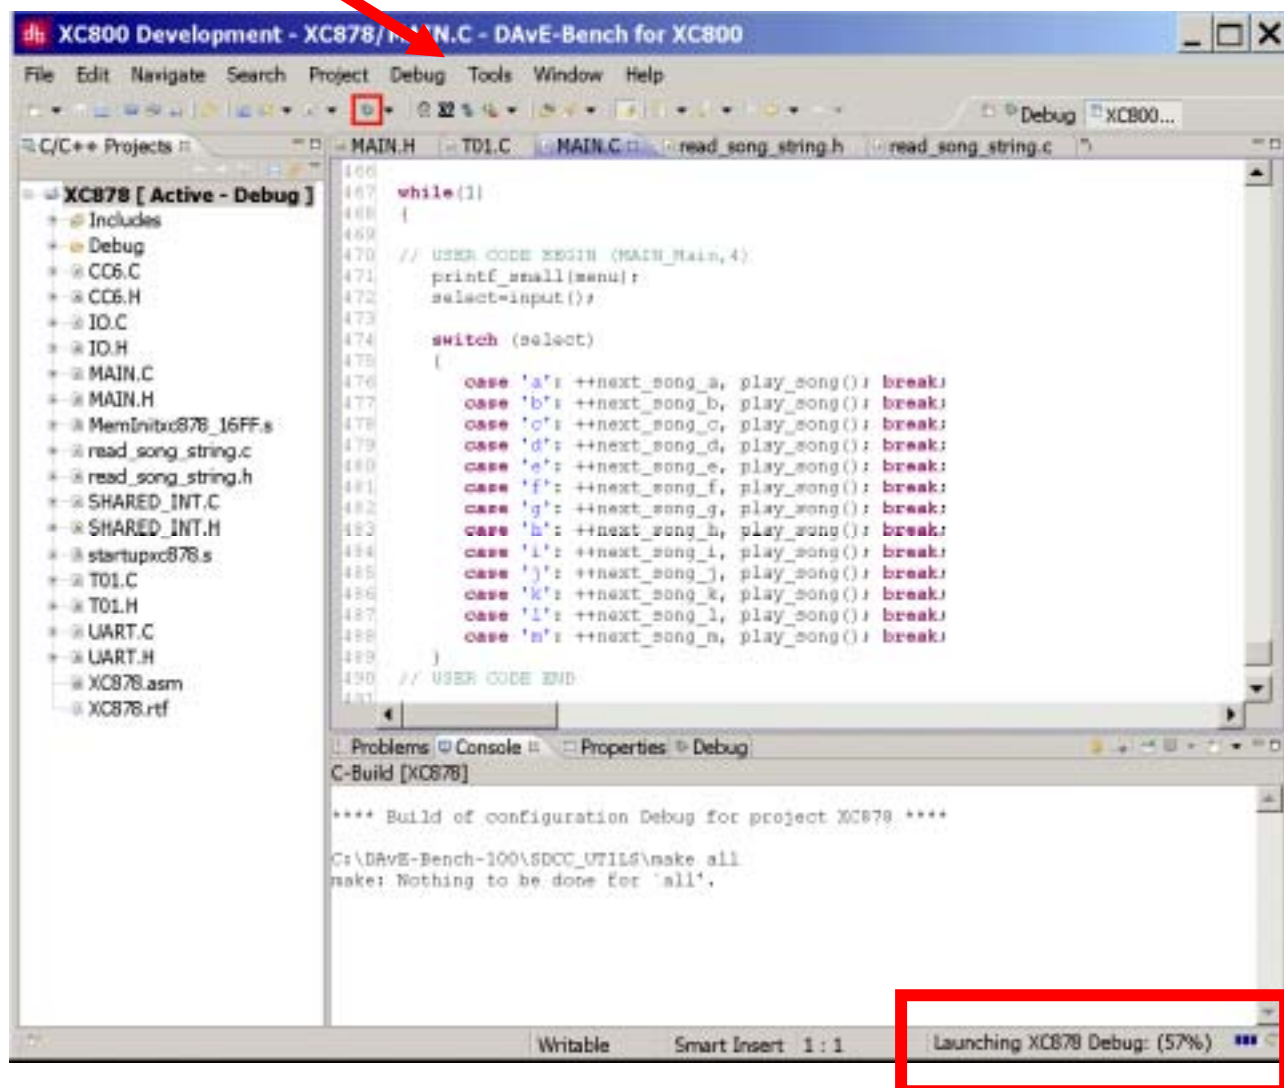 XC800 Development - XC878/MAIN.C - DAvE-Bench for XC800
File Edit Navigate Search Project Debug Tools Window Help
Debug XC800...
C/C++ Projects
MAIN.H T01.C MAIN.C read_song_string.h read_song_string.c
XC878 [ Active - Debug ]
Includes
Debug
CC6.C
CC6.H
IO.C
IO.H
MAIN.C
MAIN.H
MemInitxc878_16FF.s
read_song_string.c
read_song_string.h
SHARED_INT.C
SHARED_INT.H
startupxc878.s
T01.C
T01.H
UART.C
UART.H
XC878.asm
XC878.rtf
466
467 while(1)
468 {
469
470 // USER CODE BEGIN (MAIN_Main,4)
471 printf_small(menu);
472 select=input();
473
474 switch (select)
475 {
476 case 'a': ++next_song_a, play_song(); break;
477 case 'b': ++next_song_b, play_song(); break;
478 case 'c': ++next_song_c, play_song(); break;
479 case 'd': ++next_song_d, play_song(); break;
480 case 'e': ++next_song_e, play_song(); break;
481 case 'f': ++next_song_f, play_song(); break;
482 case 'g': ++next_song_g, play_song(); break;
483 case 'h': ++next_song_h, play_song(); break;
484 case 'i': ++next_song_i, play_song(); break;
485 case 'j': ++next_song_j, play_song(); break;
486 case 'k': ++next_song_k, play_song(); break;
487 case 'l': ++next_song_l, play_song(); break;
488 case 'm': ++next_song_m, play_song(); break;
489 }
490 // USER CODE END
491
Problems Console Properties Debug
C-Build [XC878]
**** Build of configuration Debug for project XC878 ****
C:\DAvE-Bench-100\SDCC_UTILS\make all
make: Nothing to be done for `all'.
Writable Smart Insert 1 : 1 Launching XC878 Debug: (57%)